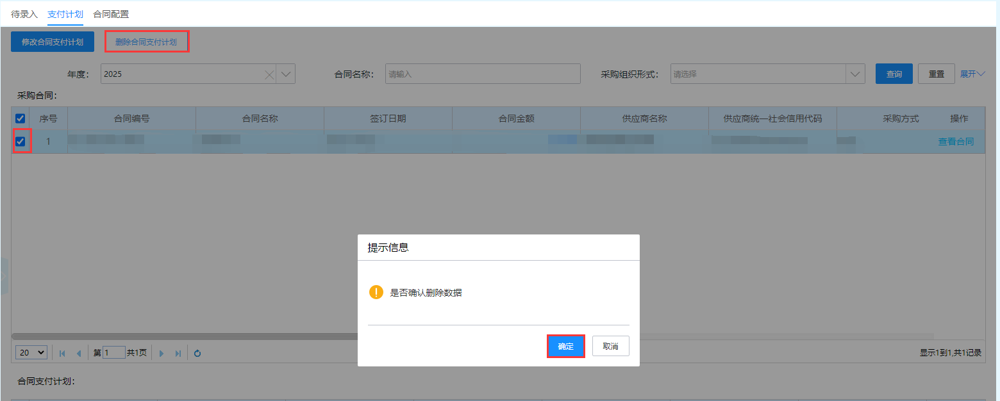 待录入 支付计划 合同配置
修改合同支付计划 删除合同支付计划
年度: 2025 合同名称: 请输入 采购组织形式: 请选择 查询 重置 展开
采购合同:
序号 合同编号 合同名称 签订日期 合同金额 供应商名称 供应商统一社会信用代码 采购方式 操作
1 查看合同
提示信息
是否确认删除数据
确定 取消
20 第 1 共1页 显示1到1,共1记录
合同支付计划: